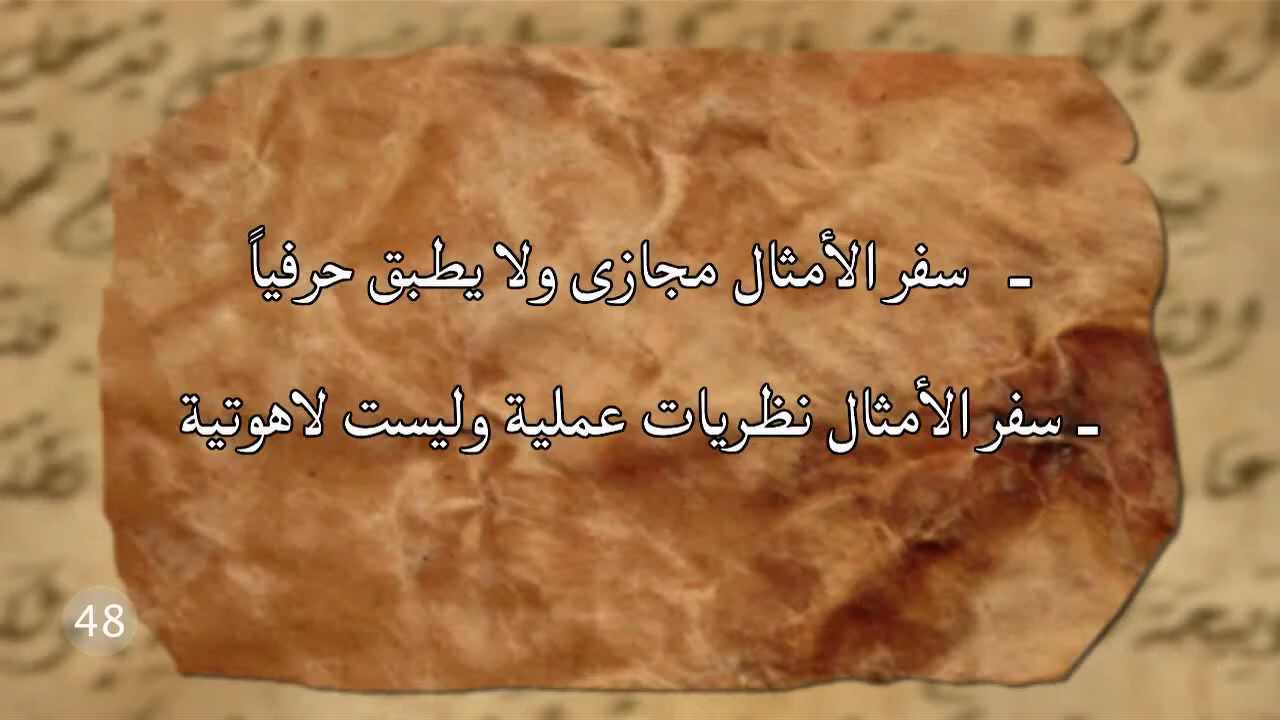 - سفر الأمثال مجازى ولا يطبق حرفياً
- سفر الأمثال نظريات عملية وليست لاهوتية
48